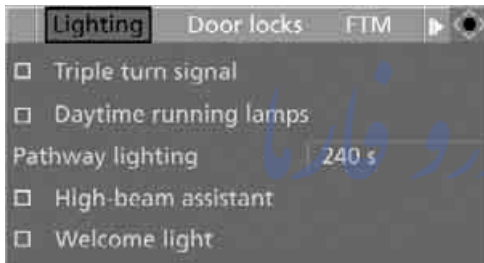 Lighting Door locks FTM
Triple turn signal
Daytime running lamps
Pathway lighting 240 s
High-beam assistant
Welcome light